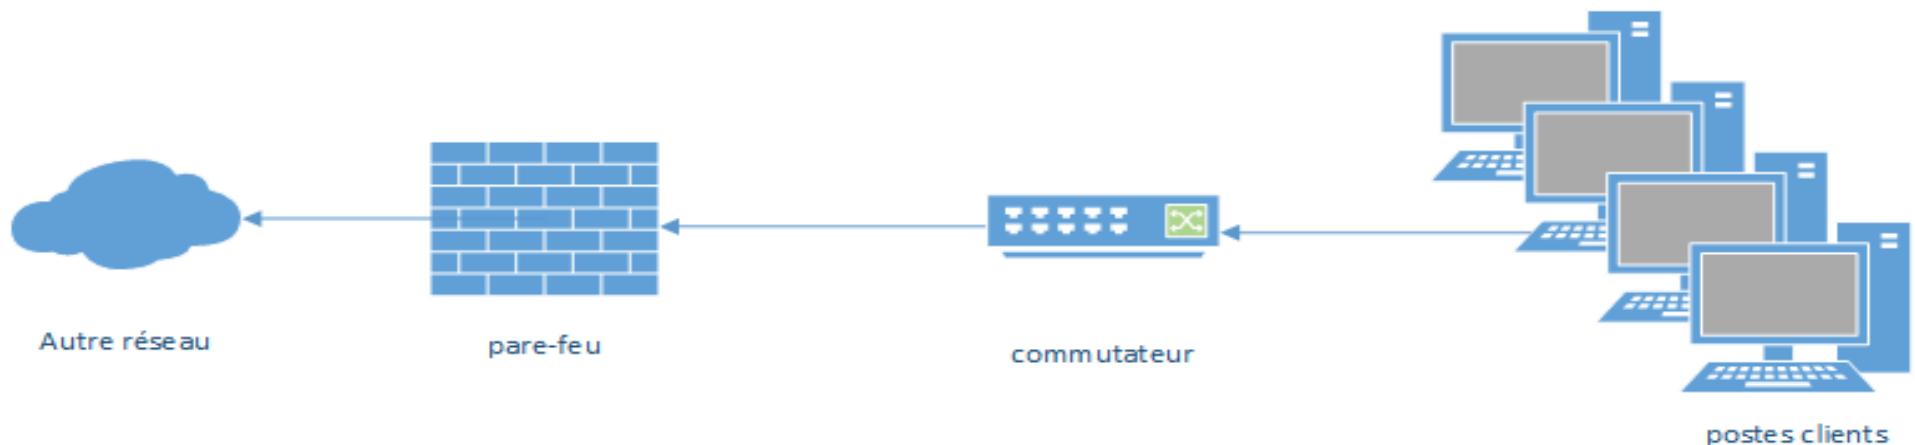 Autre réseau
pare-feu
commutateur
postes clients